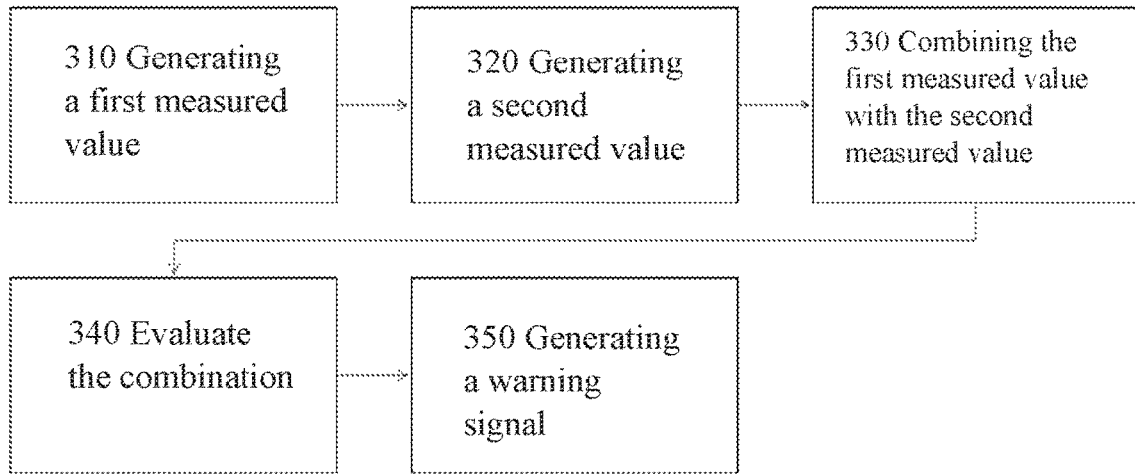 310 Generating
a first measured
value
320 Generating
a second
measured value
330 Combining the
first measured value
with the second
measured value
340 Evaluate
the combination
350 Generating
a warning
signal